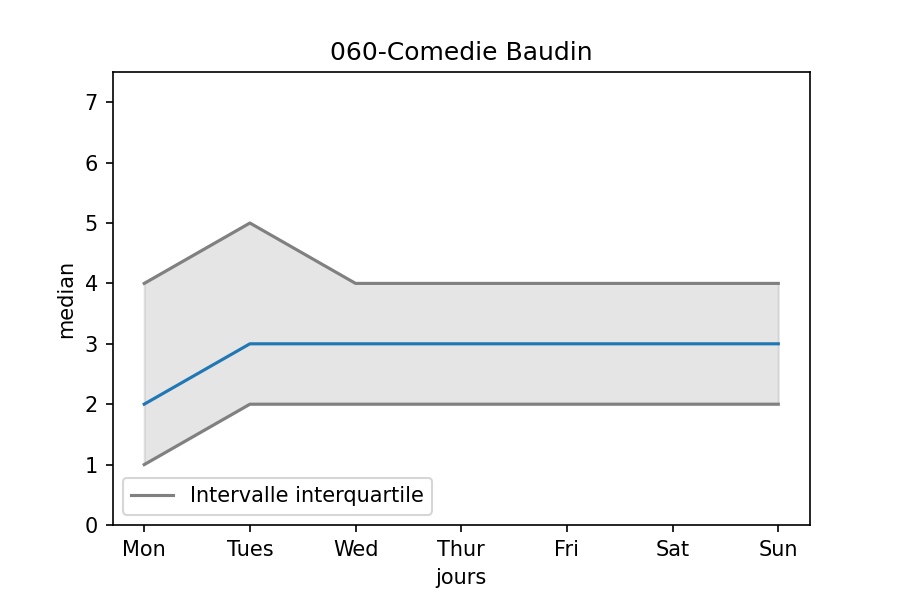 060-Comedie Baudin
7
6
5
4
3
2
1
0
median
Intervalle interquartile
Mon Tues Wed Thur Fri Sat Sun
jours